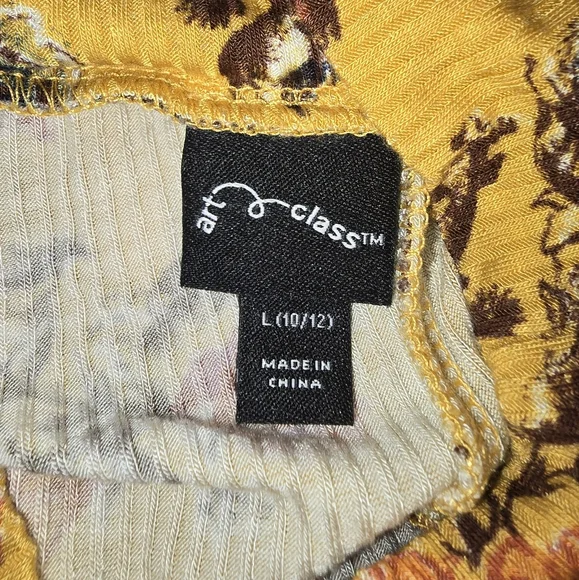 art class™
L (10/12)
MADE IN
CHINA